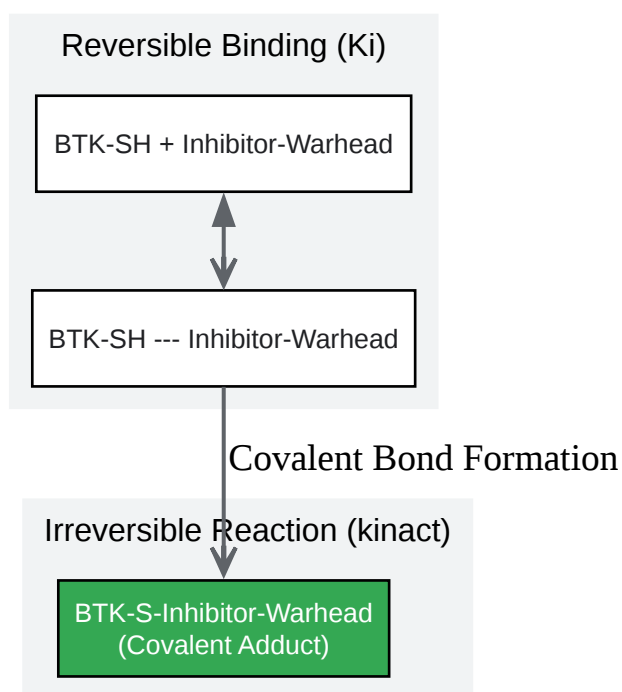 Reversible Binding (Ki)
BTK-SH + Inhibitor-Warhead
BTK-SH --- Inhibitor-Warhead
Covalent Bond Formation
Irreversible Reaction (kinact)
BTK-S-Inhibitor-Warhead
(Covalent Adduct)